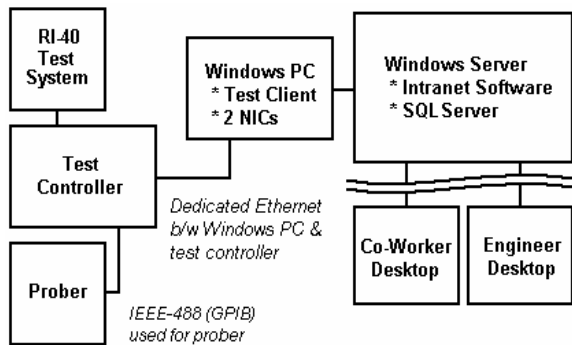 RI-40
Test
System
Windows PC
* Test Client
* 2 NICs
Windows Server
* Intranet Software
* SQL Server
Test
Controller
Dedicated Ethernet
b/w Windows PC &
test controller
Co-Worker
Desktop
Engineer
Desktop
Prober
IEEE-488 (GPIB)
used for prober